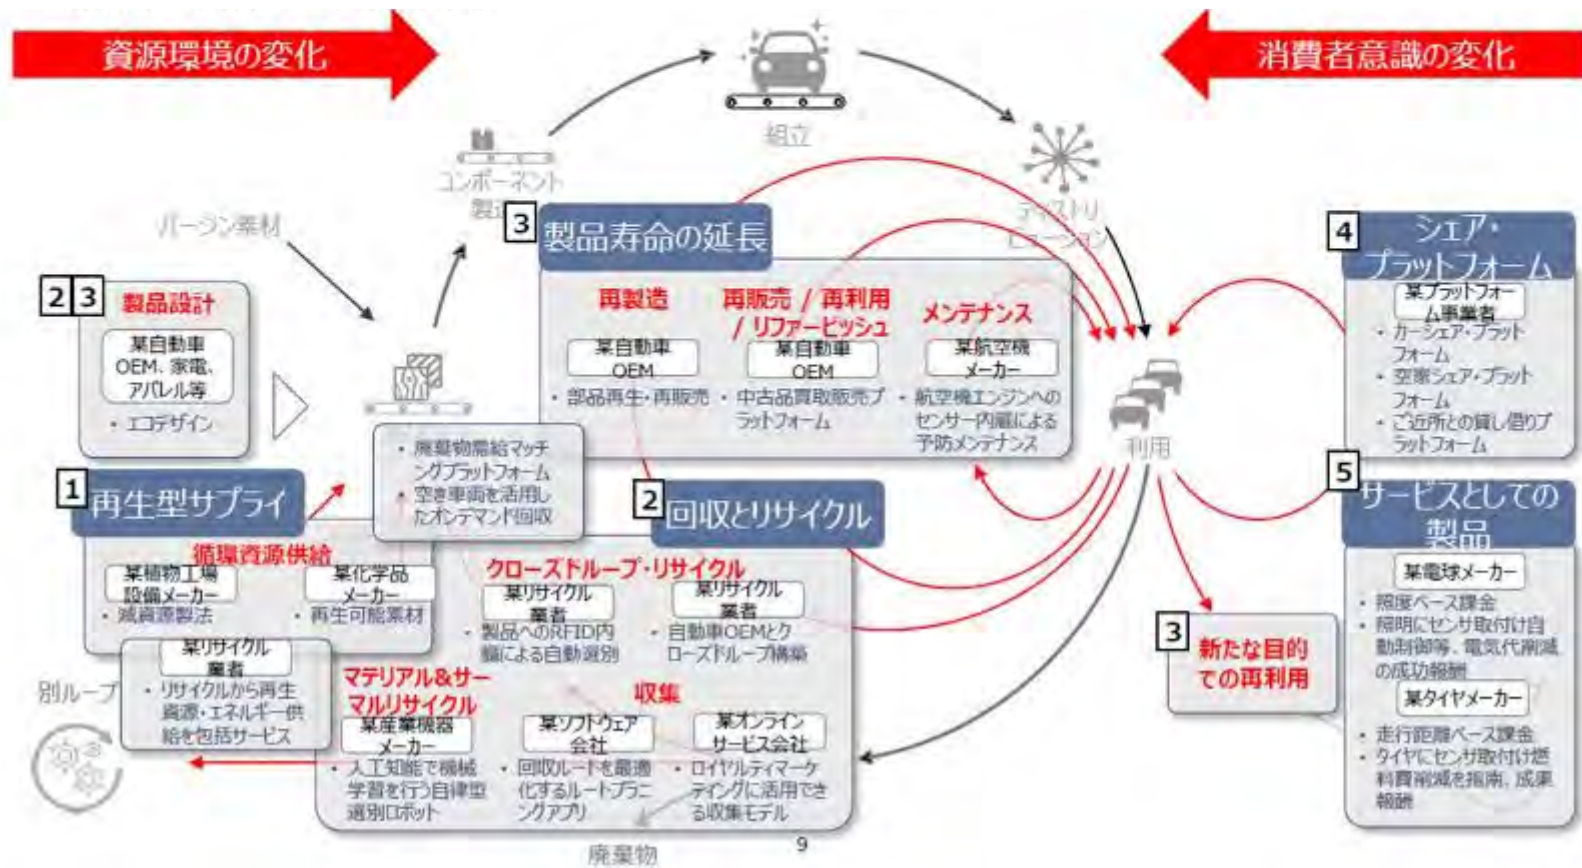 資源環境の変化
消費者意識の変化
組立
コンポーネント
製造
バージン素材
ディストリ
ビューション
利用
2 3
製品設計
某自動車
OEM、家電、
アパレル等
・ エコデザイン
3
製品寿命の延長
再製造
某自動車
OEM
・ 部品再生・再販売
再販売 / 再利用
/ リファービッシュ
某自動車
OEM
・ 中古品買取販売プ
ラットフォーム
メンテナンス
某航空機
メーカー
・ 航空機エンジンへの
センサー内蔵による
予防メンテナンス
4
シェア・
プラットフォーム
某プラットフォー
ム事業者
・ カーシェア・プラット
フォーム
・ 空家シェア・プラット
フォーム
・ ご近所との貸し借りプ
ラットフォーム
・ 廃棄物需給マッチ
ングプラットフォーム
・ 空き車両を活用し
たオンデマンド回収
1
再生型サプライ
循環資源供給
某植物工場
設備メーカー
・ 減資源製法
某化学品
メーカー
・ 再生可能素材
某リサイクル
業者
・ リサイクルから再生
資源・エネルギー供
給を包括サービス
別ループ
2
回収とリサイクル
クローズドループ・リサイクル
某リサイクル
業者
・ 製品へのRFID内
臓による自動選別
某リサイクル
業者
・ 自動車OEMとク
ローズドループ構築
マテリアル&サー
マルリサイクル
某産業機器
メーカー
・ 人工知能で機械
学習を行う自律型
選別ロボット
収集
某ソフトウェア
会社
・ 回収ルートを最適
化するルートプラニ
ングアプリ
某オンライン
サービス会社
・ ロイヤルティマーケ
ティングに活用でき
る収集モデル
3
新たな目的
での再利用
5
サービスとしての
製品
某電球メーカー
・ 照度ベース課金
・ 照明にセンサ取付け自
動制御等、電気代削減
の成功報酬
某タイヤメーカー
・ 走行距離ベース課金
・ タイヤにセンサ取付け燃
料費削減を指南、成果
報酬
廃棄物
9